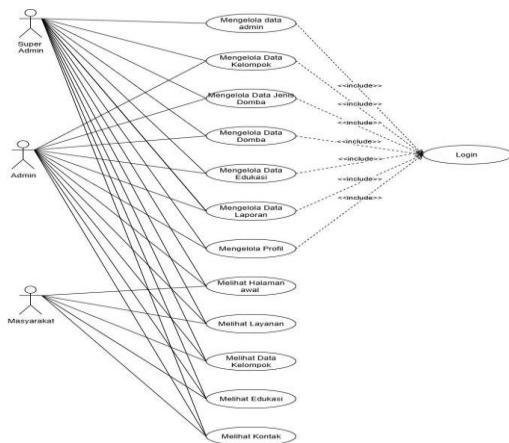 Mengelola data
admin
Super
Admin
Mengelola Data
Kelompok
<<include>>
Mengelola Data Jenis
Domba
<<include>>
<<include>>
Mengelola Data
Domba
<<include>>
Login
Admin
Mengelola Data
Edukasi
<<include>>
Mengelola Data
Laporan
<<include>>
Mengelola Profil
Melihat Halaman
awal
Masyarakat
Melihat Layanan
Melihat Data
Kelompok
Melihat Edukasi
Melihat Kontak
<<include>>